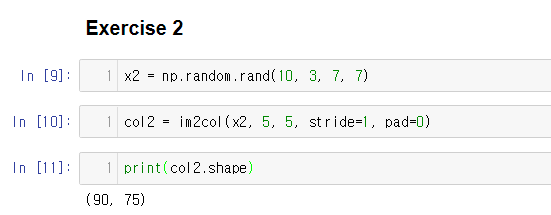 Exercise 2
In [9]: 1 x2 = np.random.rand(10, 3, 7, 7)
In [10]: 1 col2 = im2col(x2, 5, 5, stride=1, pad=0)
In [11]: 1 print(col2.shape)
(90, 75)